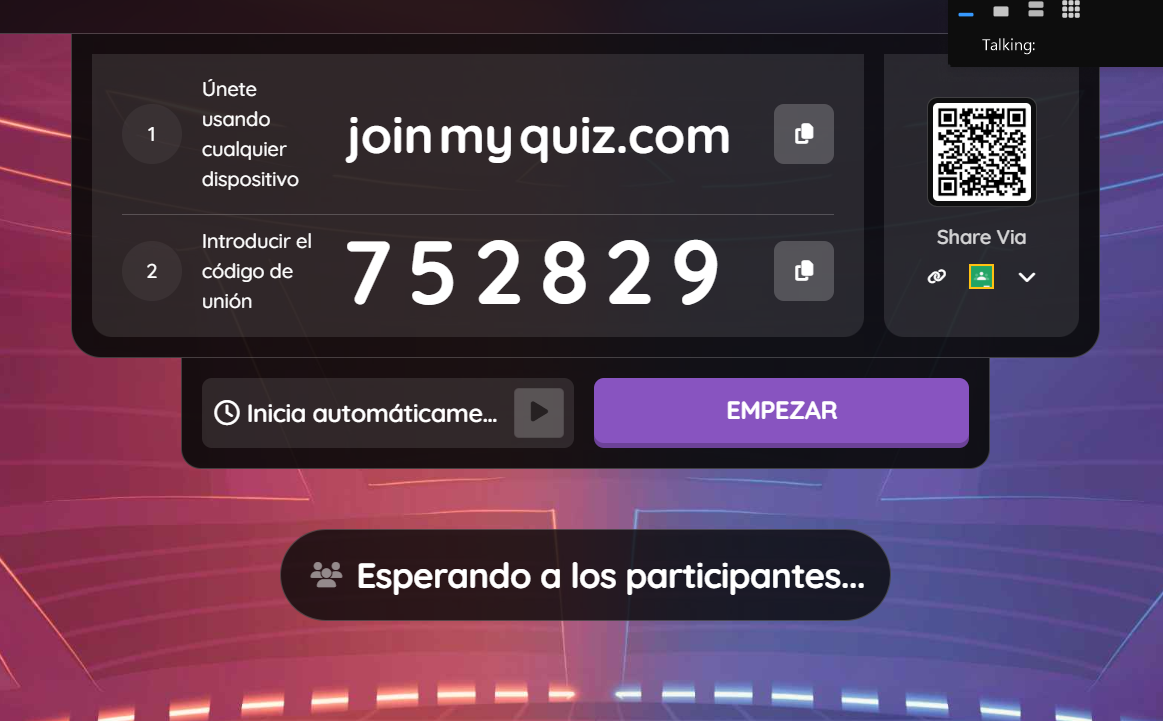 Talking:
1
Únete
usando
cualquier
dispositivo
joinmyquiz.com
2
Introducir el
código de
unión
752829
Share Via
Inicia automáticame...
EMPEZAR
Esperando a los participantes...